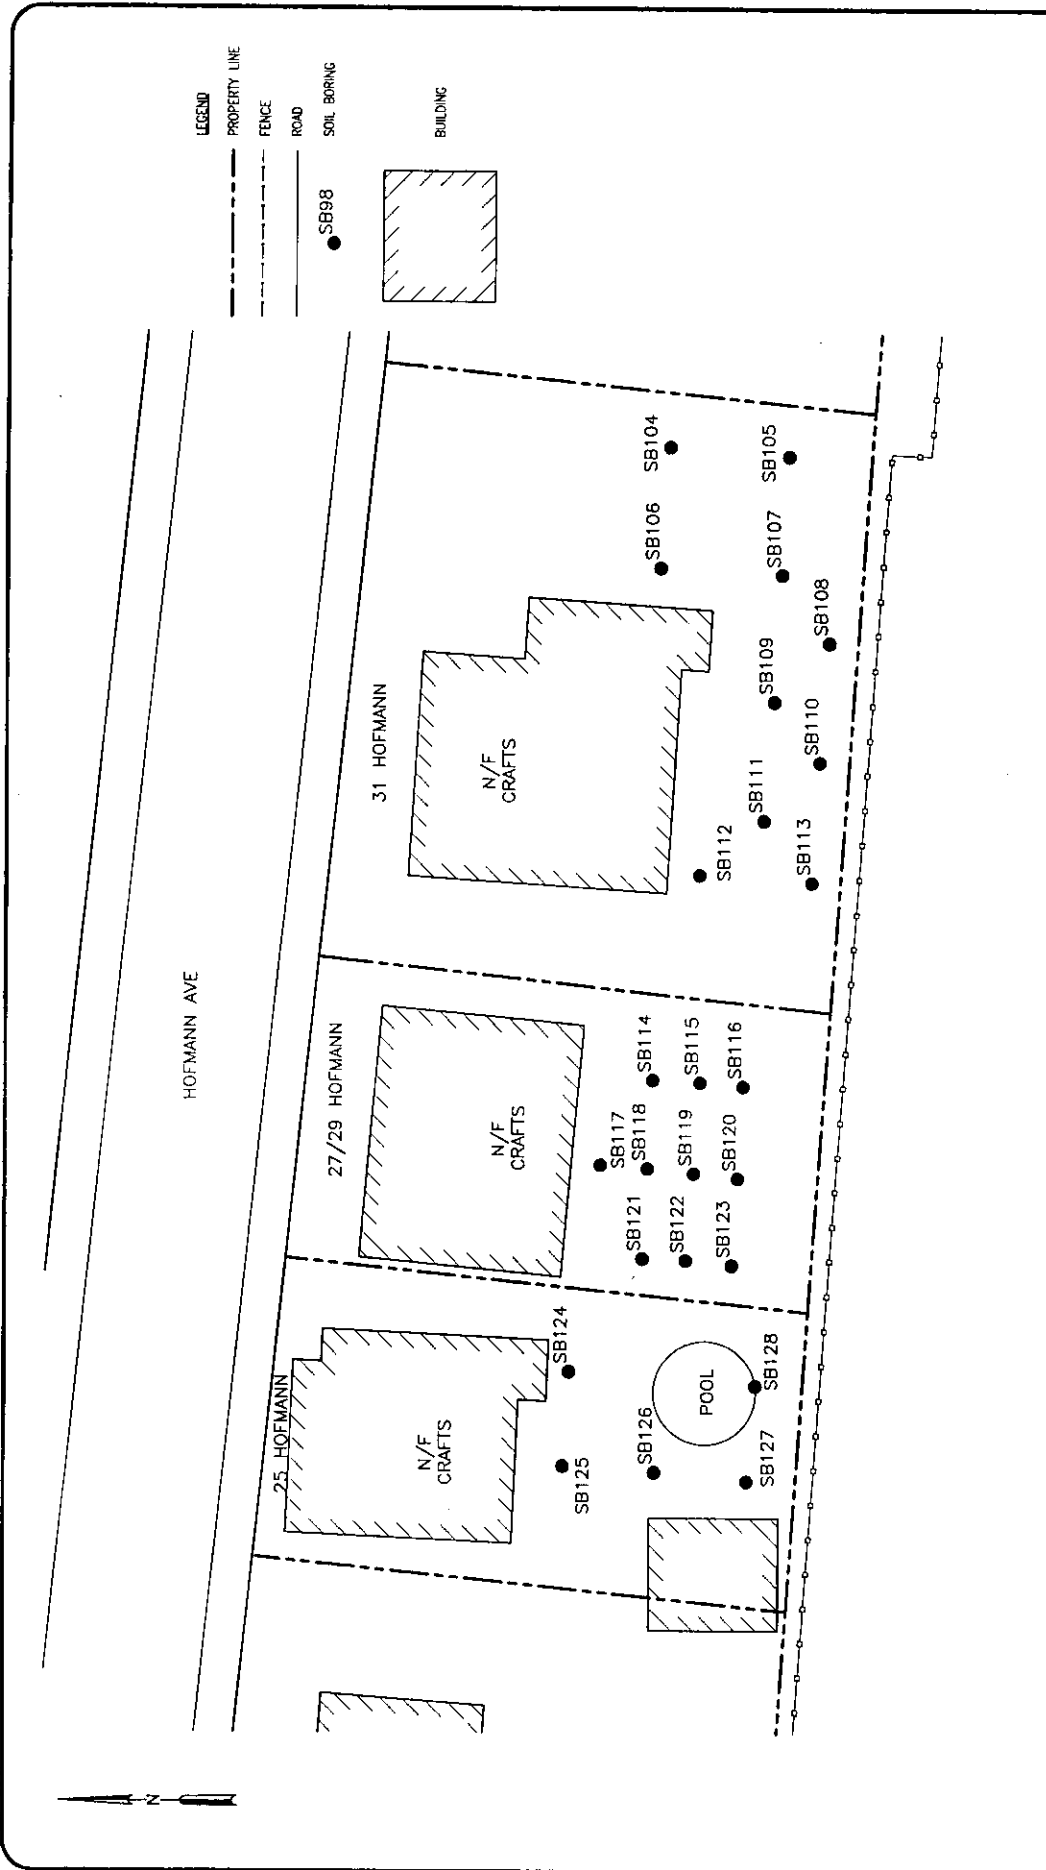 LEGEND
PROPERTY LINE
FENCE
ROAD
SOIL BORING
SB98
BUILDING
HOFMANN AVE
25 HOFMANN
27/29 HOFMANN
31 HOFMANN
N/F
CRAFTS
N/F
CRAFTS
N/F
CRAFTS
SB104
SB105
SB106
SB107
SB108
SB109
SB110
SB111
SB112
SB113
SB114
SB115
SB116
SB117
SB118
SB119
SB120
SB121
SB122
SB123
SB124
SB125
SB126
SB127
SB128
POOL
N